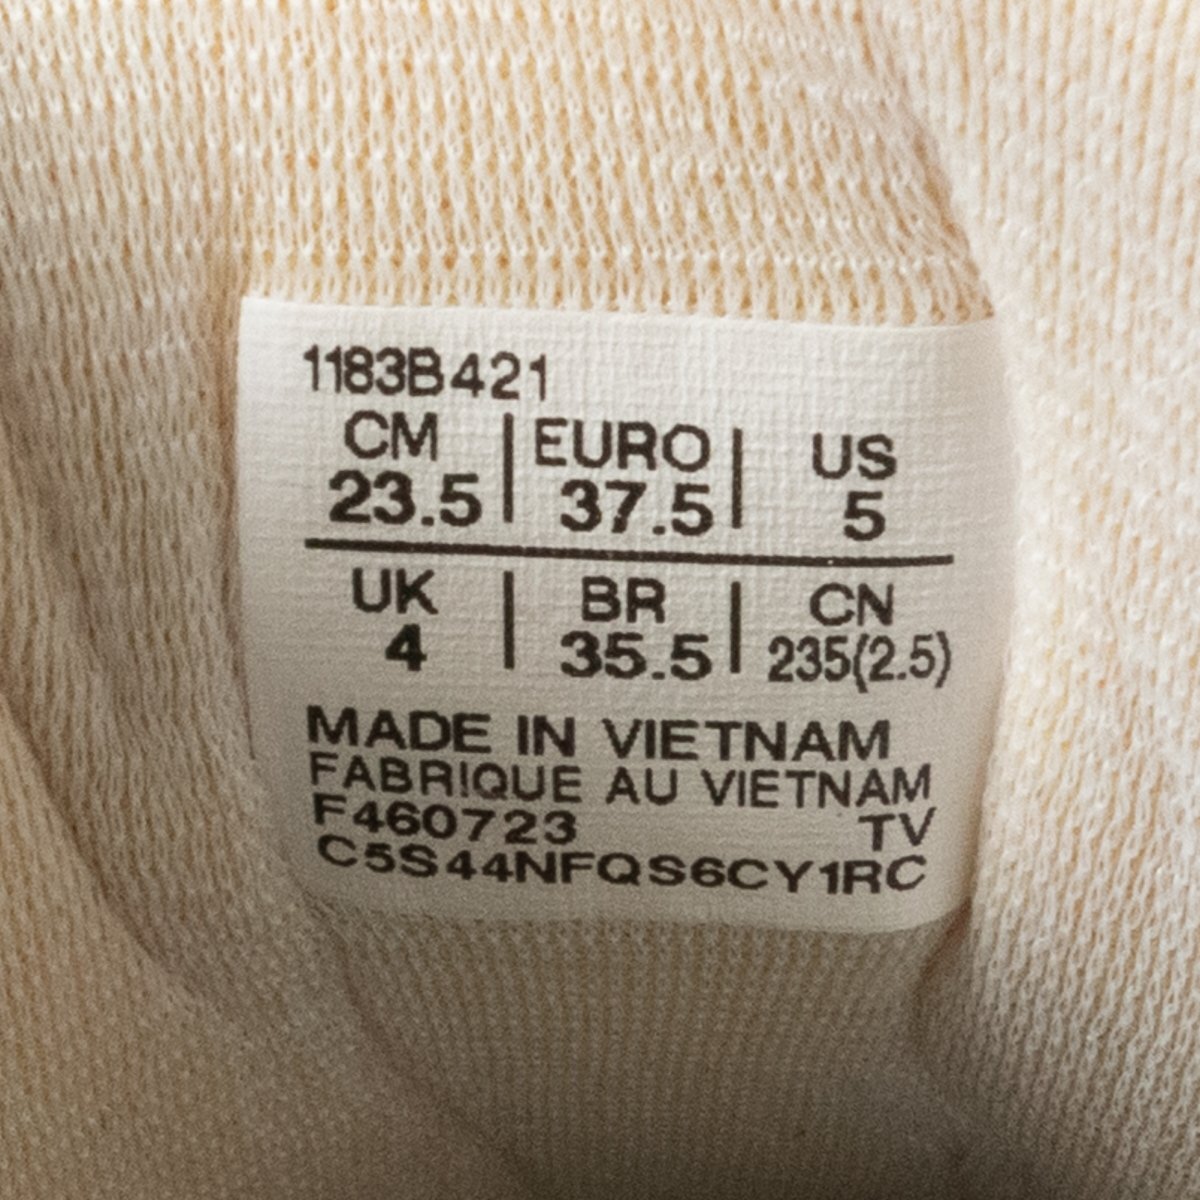 1183B421
CM | EURO | US
23.5 | 37.5 | 5
UK | BR | CN
4 | 35.5 | 235(2.5)
MADE IN VIETNAM
FABRIQUE AU VIETNAM
F460723 TV
C5S44NFQS6CY1RC